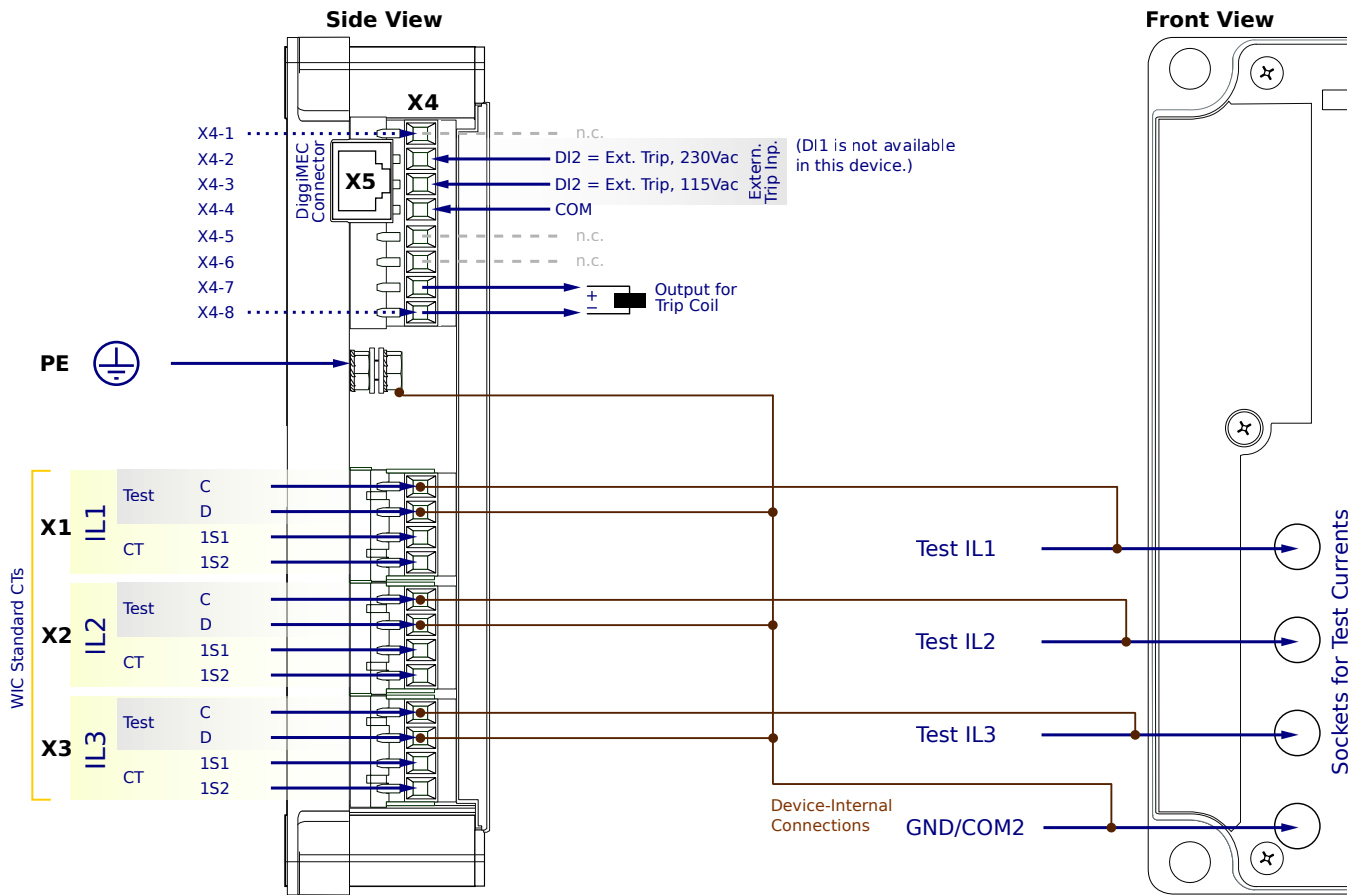 Side View
Front View
X4
X4-1
n.c.
X4-2
DI2 = Ext. Trip, 230Vac
X4-3
DI2 = Ext. Trip, 115Vac
X4-4
COM
X4-5
n.c.
X4-6
n.c.
X4-7
X4-8
Extern.
Trip Inp.
(DI1 is not available
in this device.)
DiggiMEC
Connector
X5
+
−
Output for
Trip Coil
PE
WIC Standard CTs
X1
IL1
Test
C
D
CT
1S1
1S2
X2
IL2
Test
C
D
CT
1S1
1S2
X3
IL3
Test
C
D
CT
1S1
1S2
Test IL1
Test IL2
Test IL3
GND/COM2
Device-Internal
Connections
Sockets for Test Currents